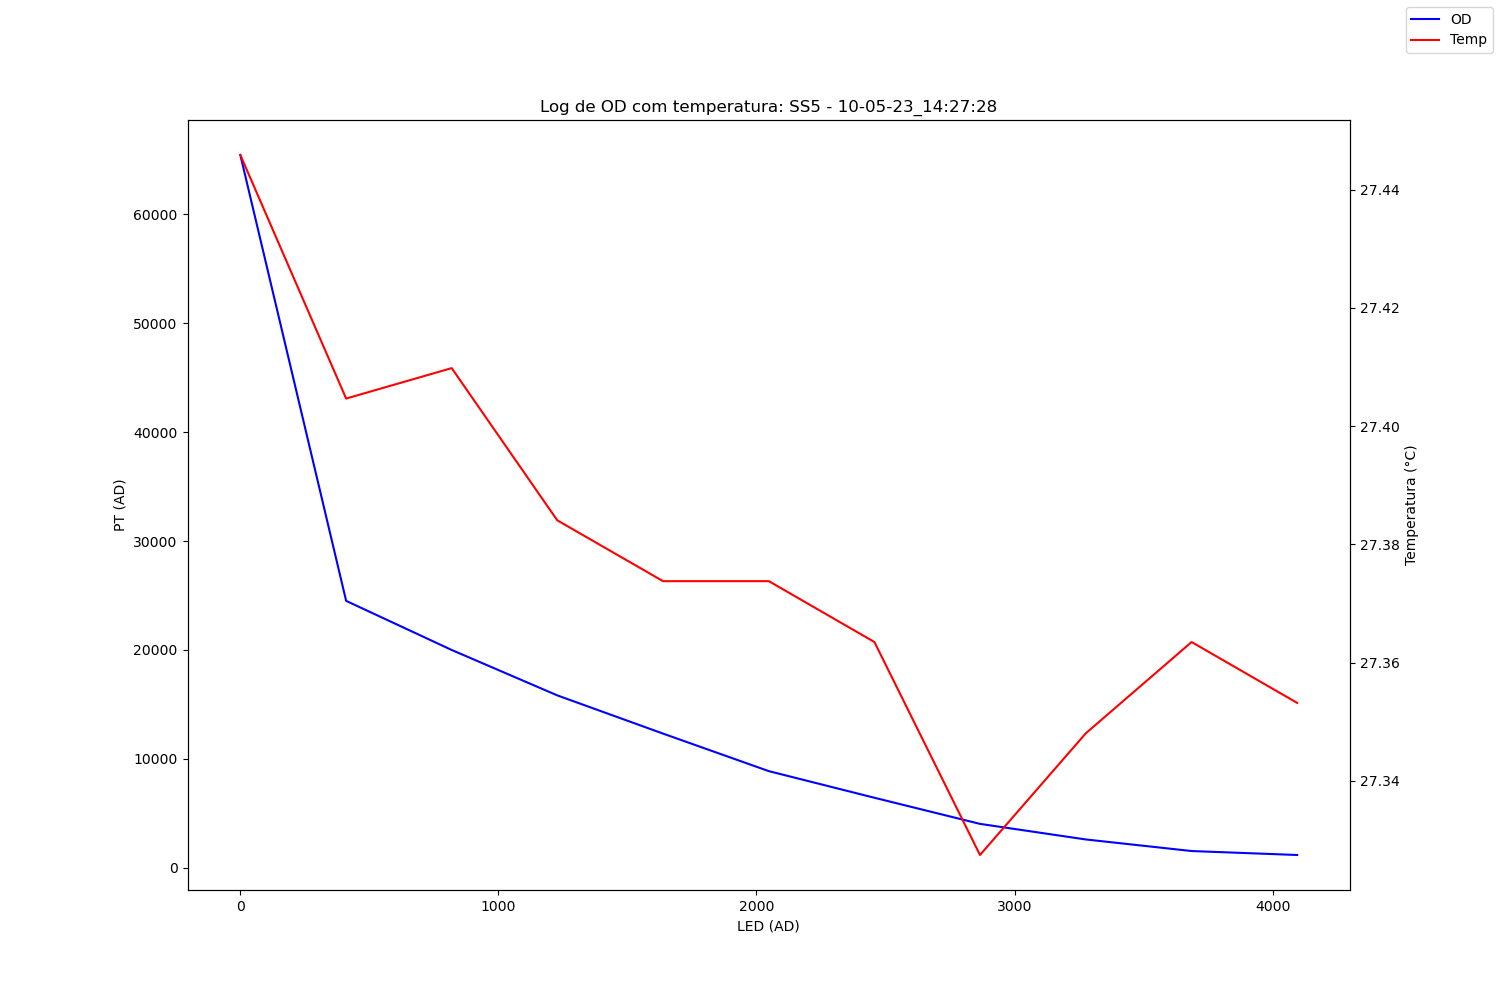 OD
Temp
Log de OD com temperatura: SS5 - 10-05-23_14:27:28
60000
50000
40000
30000
20000
10000
0
PT (AD)
27.44
27.42
27.40
27.38
27.36
27.34
Temperatura (°C)
0 1000 2000 3000 4000
LED (AD)